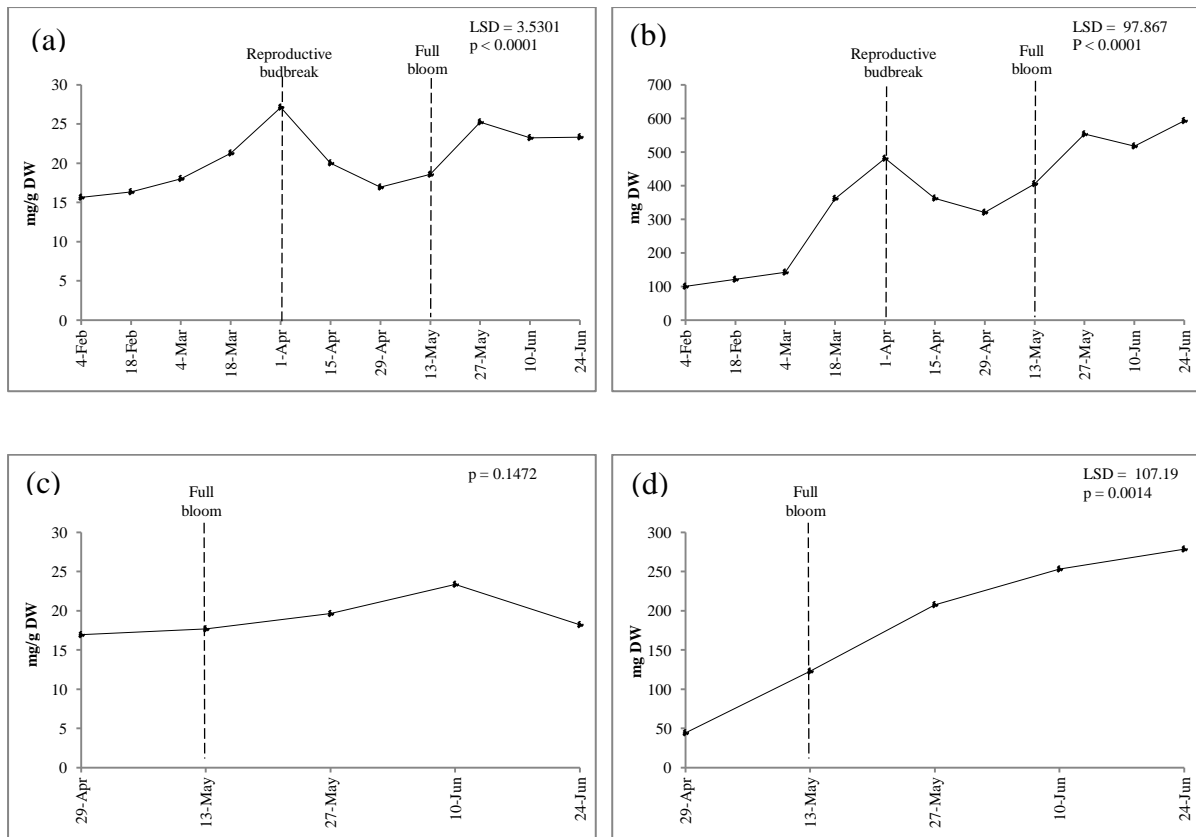 (a)
LSD = 3.5301
p < 0.0001
Reproductive
budbreak
Full
bloom
mg/g DW
30
25
20
15
10
5
0
4-Feb
18-Feb
4-Mar
18-Mar
1-Apr
15-Apr
29-Apr
13-May
27-May
10-Jun
24-Jun
(b)
LSD = 97.867
P < 0.0001
Reproductive
budbreak
Full
bloom
mg DW
700
600
500
400
300
200
100
0
4-Feb
18-Feb
4-Mar
18-Mar
1-Apr
15-Apr
29-Apr
13-May
27-May
10-Jun
24-Jun
(c)
p = 0.1472
Full
bloom
mg/g DW
30
25
20
15
10
5
0
29-Apr
13-May
27-May
10-Jun
24-Jun
(d)
LSD = 107.19
p = 0.0014
Full
bloom
mg DW
300
250
200
150
100
50
0
29-Apr
13-May
27-May
10-Jun
24-Jun